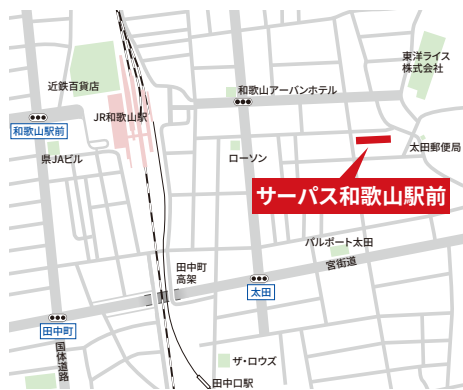 近鉄百貨店
東洋ライス
株式会社
和歌山アーバンホテル
JR和歌山駅
和歌山駅前
県JAビル
ローソン
太田郵便局
サーパス和歌山駅前
パルポート太田
宮街道
田中町
高架
太田
田中町
国体道路
ザ・ロウズ
田中口駅